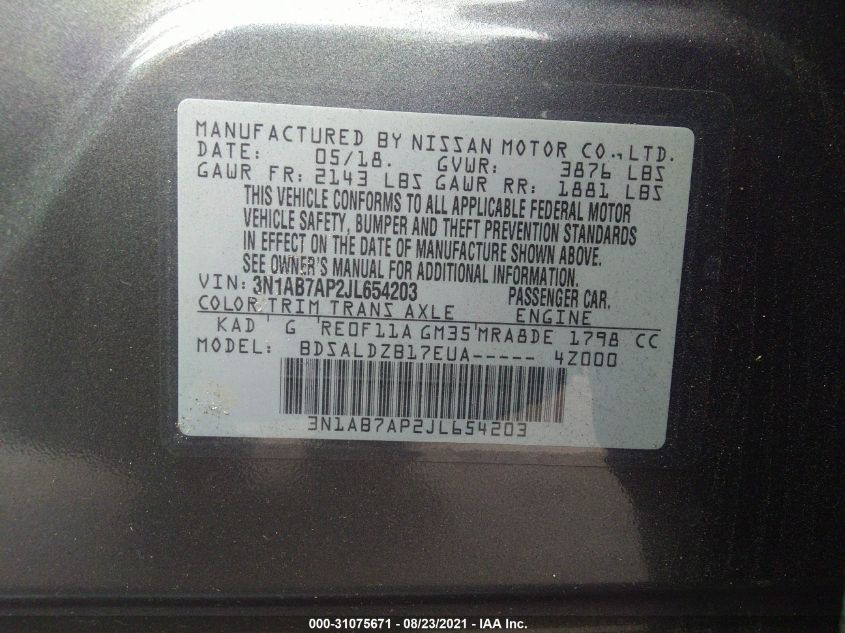 MANUFACTURED BY NISSAN MOTOR CO.,LTD.
DATE: 05/18. GVWR: 3876 LBS
GAWR FR: 2143 LBS GAWR RR: 1881 LBS
THIS VEHICLE CONFORMS TO ALL APPLICABLE FEDERAL MOTOR
VEHICLE SAFETY, BUMPER AND THEFT PREVENTION STANDARDS
IN EFFECT ON THE DATE OF MANUFACTURE SHOWN ABOVE.
SEE OWNER'S MANUAL FOR ADDITIONAL INFORMATION.
VIN: 3N1AB7AP2JL654203 PASSENGER CAR.
COLOR TRIM TRANS AXLE ENGINE
KAD ' G 'RE0F11A GM35'MRA8DE 1798 CC
MODEL: BDSALDZB17EUA----- 4Z000
3N1AB7AP2JL654203
000-31075671 - 08/23/2021 - IAA Inc.